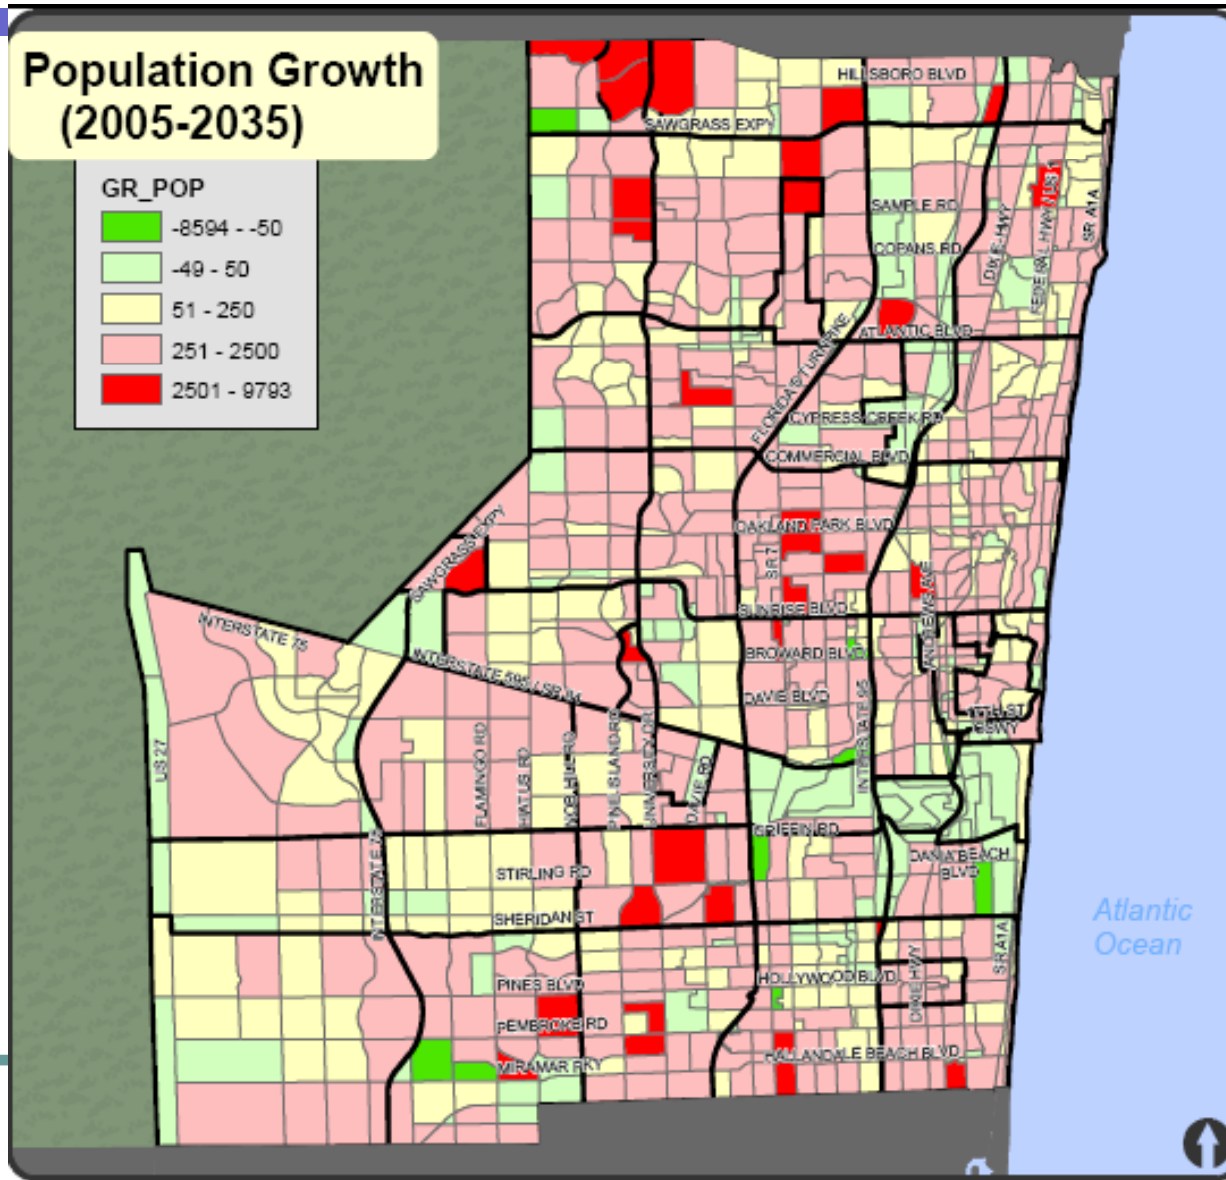 Population Growth
(2005-2035)
GR_POP
-8594 - -50
-49 - 50
51 - 250
251 - 2500
2501 - 9793
HILLSBORO BLVD
SAWGRASS EXPY
SAMPLE RD
COPANS RD
DIXIE HWY
FEDERAL HWY / US 1
SR A1A
ATLANTIC BLVD
FLORIDA'S TURNPIKE
CYPRESS CREEK RD
COMMERCIAL BLVD
OAKLAND PARK BLVD
SR 7
SAWGRASS EXPY
SUNRISE BLVD
ANDREWS AVE
INTERSTATE 75
BROWARD BLVD
INTERSTATE 595 / SR 84
DAVIE BLVD
INTERSTATE 95
17TH ST
CSWY
US 27
FLAMINGO RD
HIATUS RD
NOB HILL RD
PINE ISLAND RD
UNIVERSITY DR
DAVIE RD
GRIFFIN RD
INTERSTATE 75
STIRLING RD
DANIA BEACH
BLVD
SHERIDAN ST
Atlantic
Ocean
SR A1A
HOLLYWOOD BLVD
DIXIE HWY
PINES BLVD
PEMBROKE RD
HALLANDALE BEACH BLVD
MIRAMAR PKY